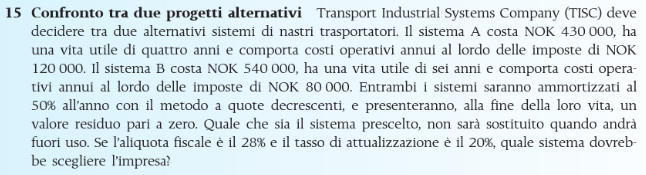 15 Confronto tra due progetti alternativi Transport Industrial Systems Company (TISC) deve
decidere tra due alternativi sistemi di nastri trasportatori. Il sistema A costa NOK 430 000, ha
una vita utile di quattro anni e comporta costi operativi annui al lordo delle imposte di NOK
120 000. Il sistema B costa NOK 540 000, ha una vita utile di sei anni e comporta costi opera-
tivi annui al lordo delle imposte di NOK 80 000. Entrambi i sistemi saranno ammortizzati al
50% all'anno con il metodo a quote decrescenti, e presenteranno, alla fine della loro vita, un
valore residuo pari a zero. Quale che sia il sistema prescelto, non sarà sostituito quando andrà
fuori uso. Se l'aliquota fiscale è il 28% e il tasso di attualizzazione è il 20%, quale sistema dovreb-
be scegliere l'impresa?